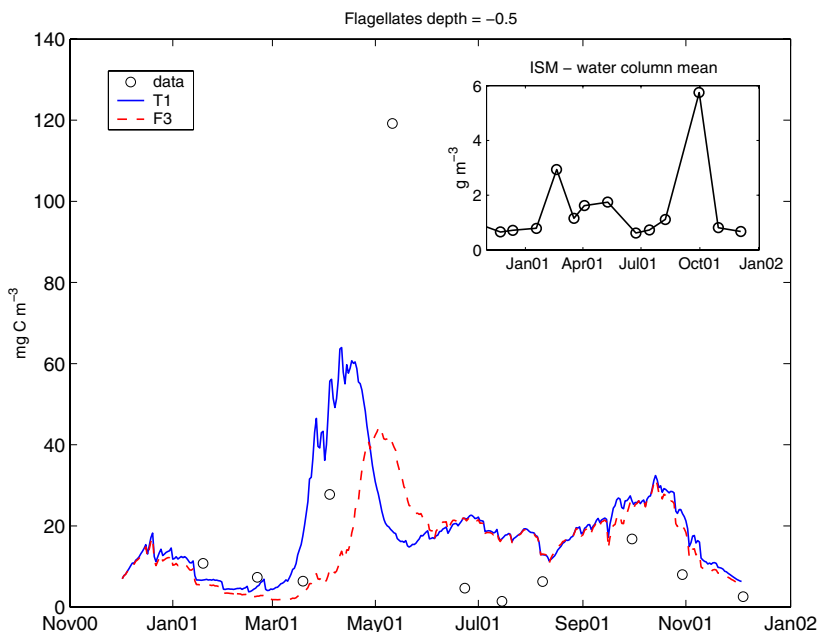 Flagellates depth = −0.5
140
120
100
80
60
40
20
0
mg C m−3
data
T1
F3
ISM − water column mean
6
4
2
0
g m−3
Jan01 Apr01 Jul01 Oct01 Jan02
Nov00 Jan01 Mar01 May01 Jul01 Sep01 Nov01 Jan02